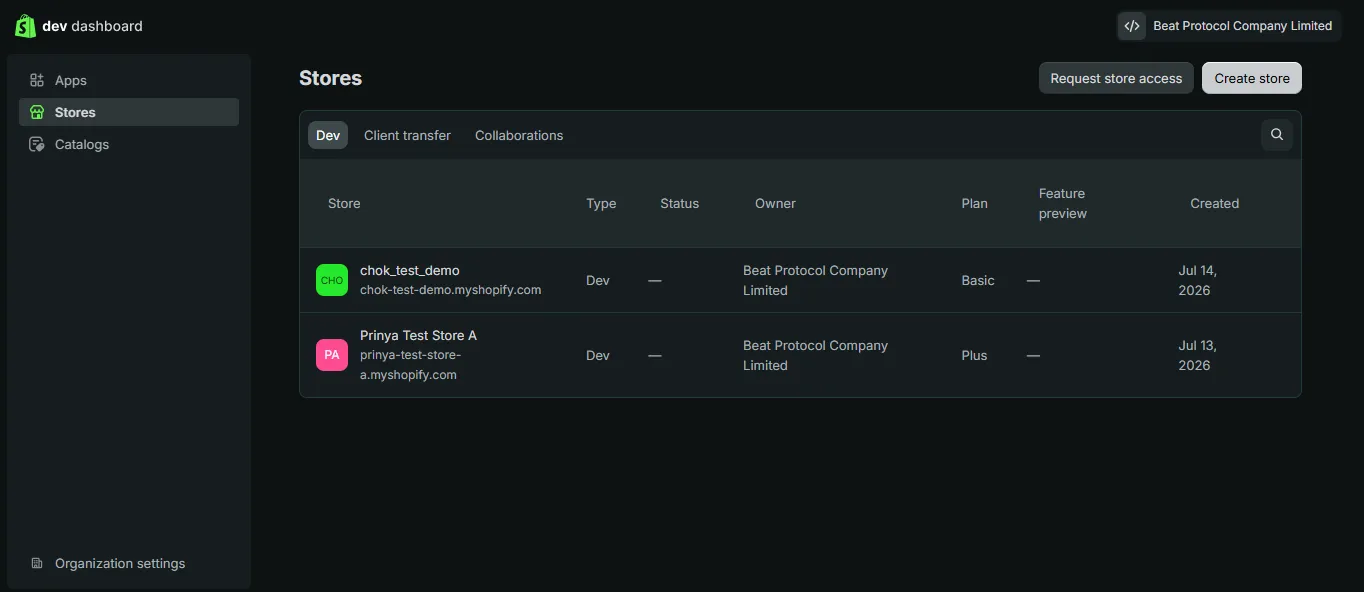 dev dashboard
Beat Protocol Company Limited
Apps
Stores
Catalogs
Organization settings
Stores
Request store access
Create store
Dev
Client transfer
Collaborations
Store
Type
Status
Owner
Plan
Feature
preview
Created
CHO
chok_test_demo
chok-test-demo.myshopify.com
Dev
—
Beat Protocol Company
Limited
Basic
—
Jul 14,
2026
PA
Prinya Test Store A
prinya-test-store-
a.myshopify.com
Dev
—
Beat Protocol Company
Limited
Plus
—
Jul 13,
2026